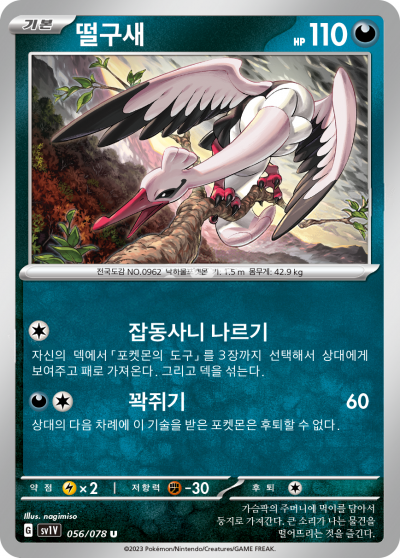 기본 떨구새 HP 110
전국도감 NO.0962 낙하물포켓몬 키: 1.5m 몸무게: 42.9kg
잡동사니 나르기
자신의 덱에서 「포켓몬의 도구」를 3장까지 선택해서 상대에게
보여주고 패로 가져온다. 그리고 덱을 섞는다.
꽉쥐기 60
상대의 다음 차례에 이 기술을 받은 포켓몬은 후퇴할 수 없다.
약점 ×2 저항력 -30 후퇴
Illus. nagimiso
G sv1V 056/078 U
가슴팍의 주머니에 먹이를 담아서
둥지로 가져간다. 큰 소리가 나는 물건을
떨어뜨리는 것을 즐긴다.
©2023 Pokémon/Nintendo/Creatures/GAME FREAK.